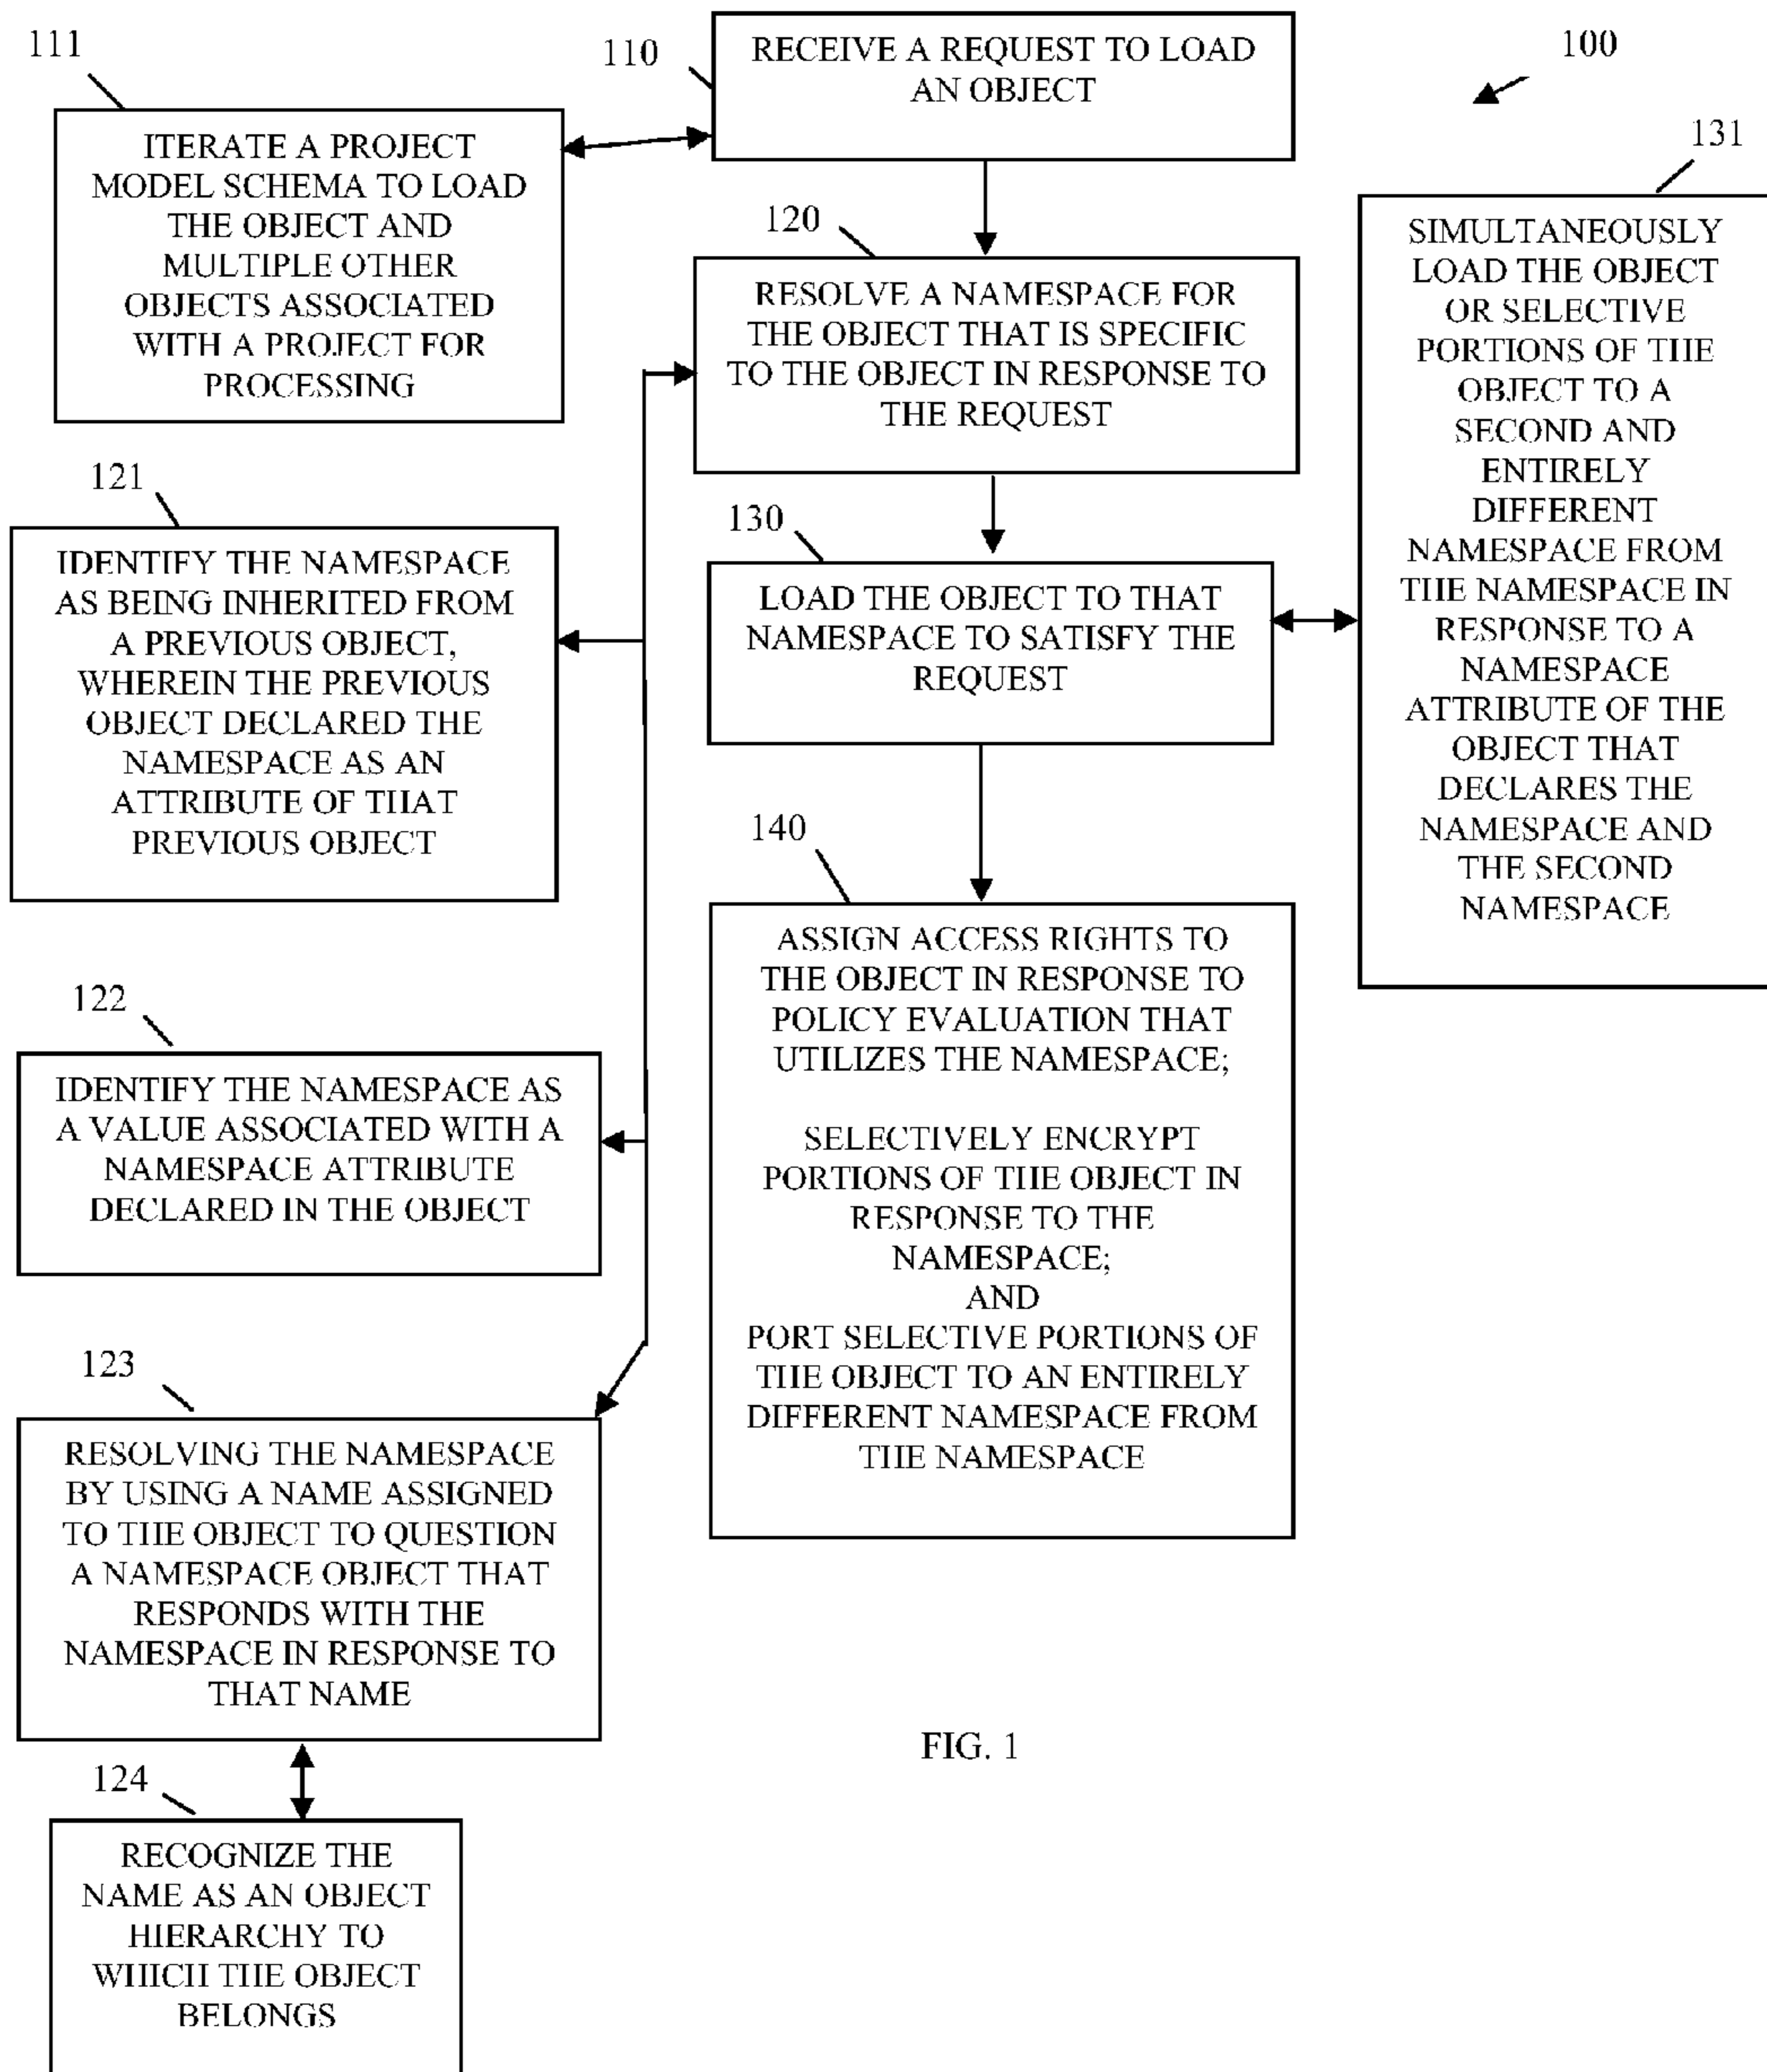 111
110
RECEIVE A REQUEST TO LOAD
AN OBJECT
100
ITERATE A PROJECT
MODEL SCHEMA TO LOAD
THE OBJECT AND
MULTIPLE OTHER
OBJECTS ASSOCIATED
WITH A PROJECT FOR
PROCESSING
120
RESOLVE A NAMESPACE FOR
THE OBJECT THAT IS SPECIFIC
TO THE OBJECT IN RESPONSE TO
THE REQUEST
131
SIMULTANEOUSLY
LOAD THE OBJECT
OR SELECTIVE
PORTIONS OF THE
OBJECT TO A
SECOND AND
ENTIRELY
DIFFERENT
NAMESPACE FROM
THE NAMESPACE IN
RESPONSE TO A
NAMESPACE
ATTRIBUTE OF THE
OBJECT THAT
DECLARES THE
NAMESPACE AND
THE SECOND
NAMESPACE
121
IDENTIFY THE NAMESPACE
AS BEING INHERITED FROM
A PREVIOUS OBJECT,
WHEREIN THE PREVIOUS
OBJECT DECLARED THE
NAMESPACE AS AN
ATTRIBUTE OF THAT
PREVIOUS OBJECT
130
LOAD THE OBJECT TO THAT
NAMESPACE TO SATISFY THE
REQUEST
140
ASSIGN ACCESS RIGHTS TO
THE OBJECT IN RESPONSE TO
POLICY EVALUATION THAT
UTILIZES THE NAMESPACE;
SELECTIVELY ENCRYPT
PORTIONS OF THE OBJECT IN
RESPONSE TO THE
NAMESPACE;
AND
PORT SELECTIVE PORTIONS OF
THE OBJECT TO AN ENTIRELY
DIFFERENT NAMESPACE FROM
THE NAMESPACE
122
IDENTIFY THE NAMESPACE AS
A VALUE ASSOCIATED WITH A
NAMESPACE ATTRIBUTE
DECLARED IN THE OBJECT
123
RESOLVING THE NAMESPACE
BY USING A NAME ASSIGNED
TO THE OBJECT TO QUESTION
A NAMESPACE OBJECT THAT
RESPONDS WITH THE
NAMESPACE IN RESPONSE TO
THAT NAME
124
RECOGNIZE THE
NAME AS AN OBJECT
HIERARCHY TO
WHICH THE OBJECT
BELONGS
FIG. 1